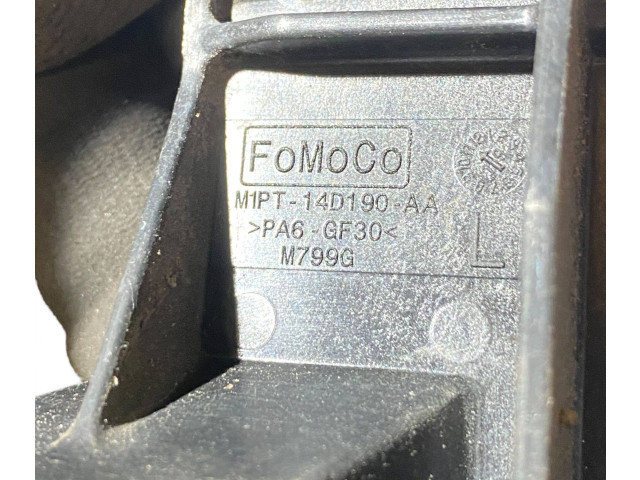 FoMoCo
M1PT-14D190-AA
>PA6-GF30<
M799G
L